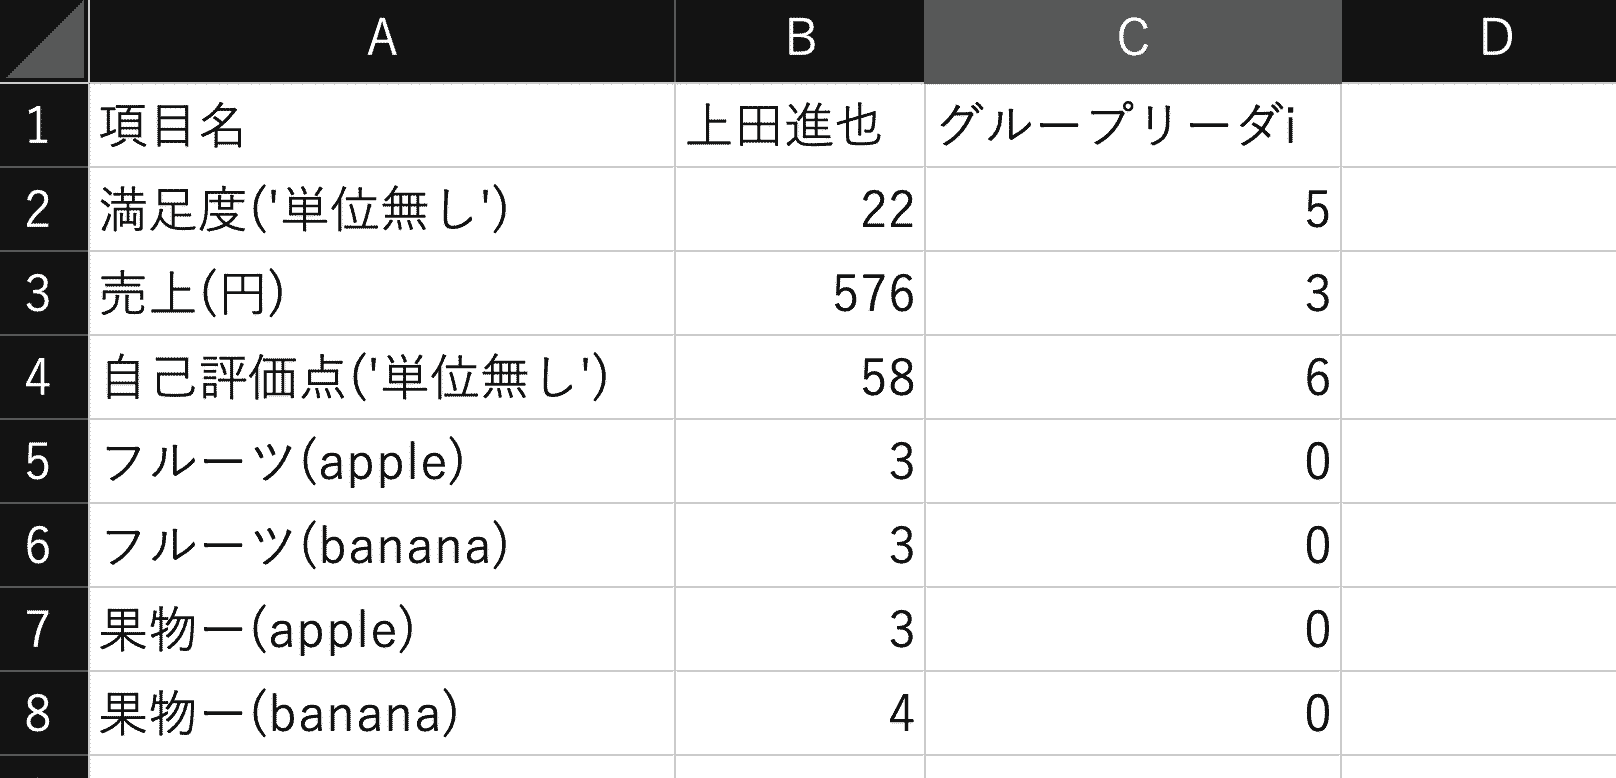 A B C D
1 項目名 上田進也 グループリーダi
2 満足度('単位無し') 22 5
3 売上(円) 576 3
4 自己評価点('単位無し') 58 6
5 フルーツ(apple) 3 0
6 フルーツ(banana) 3 0
7 果物ー(apple) 3 0
8 果物ー(banana) 4 0